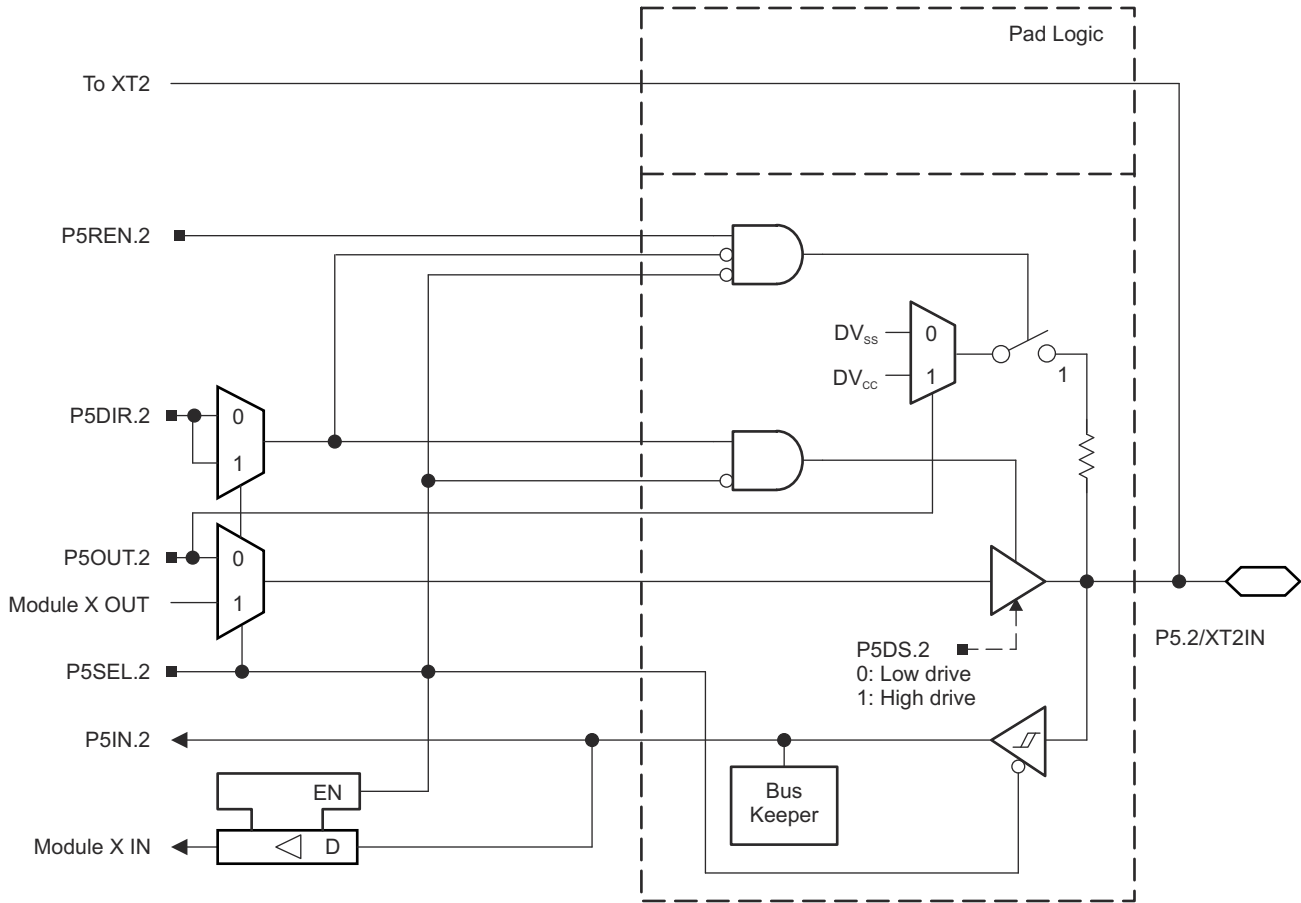 Pad Logic
To XT2
P5REN.2
DVSS
0
DVCC
1
1
P5DIR.2
0
1
P5OUT.2
0
Module X OUT
1
P5SEL.2
P5DS.2
0: Low drive
1: High drive
P5.2/XT2IN
P5IN.2
EN
Bus
Keeper
Module X IN
D